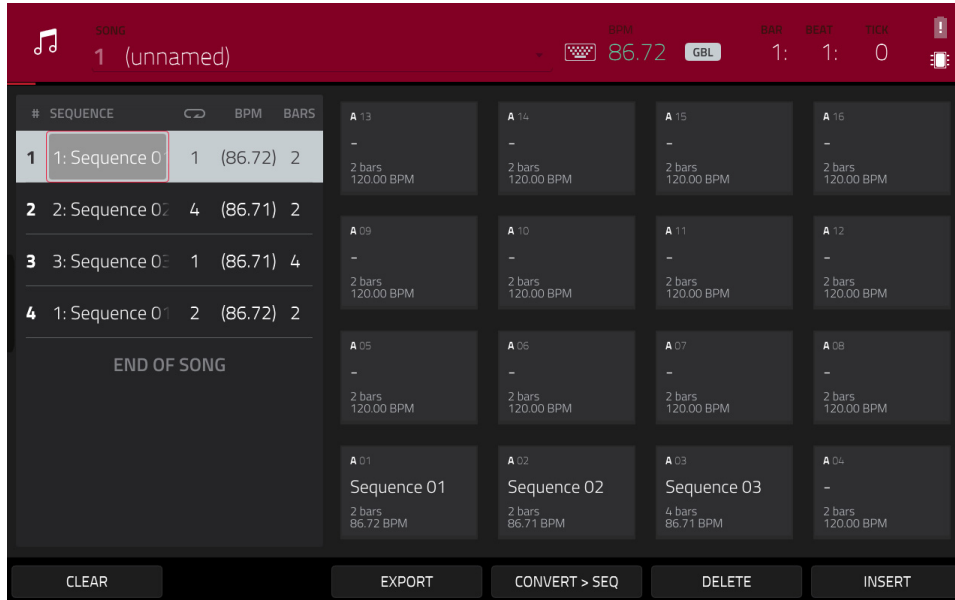 SONG
BPM
BAR BEAT TICK
1 (unnamed)
86.72 GBL 1: 1: 0
# SEQUENCE BPM BARS
1 1: Sequence 01 1 (86.72) 2
2 2: Sequence 02 4 (86.71) 2
3 3: Sequence 03 1 (86.71) 4
4 1: Sequence 01 2 (86.72) 2
END OF SONG
A 13
-
2 bars
120.00 BPM
A 14
-
2 bars
120.00 BPM
A 15
-
2 bars
120.00 BPM
A 16
-
2 bars
120.00 BPM
A 09
-
2 bars
120.00 BPM
A 10
-
2 bars
120.00 BPM
A 11
-
2 bars
120.00 BPM
A 12
-
2 bars
120.00 BPM
A 05
-
2 bars
120.00 BPM
A 06
-
2 bars
120.00 BPM
A 07
-
2 bars
120.00 BPM
A 08
-
2 bars
120.00 BPM
A 01
Sequence 01
2 bars
86.72 BPM
A 02
Sequence 02
2 bars
86.71 BPM
A 03
Sequence 03
4 bars
86.71 BPM
A 04
-
2 bars
120.00 BPM
CLEAR EXPORT CONVERT > SEQ DELETE INSERT